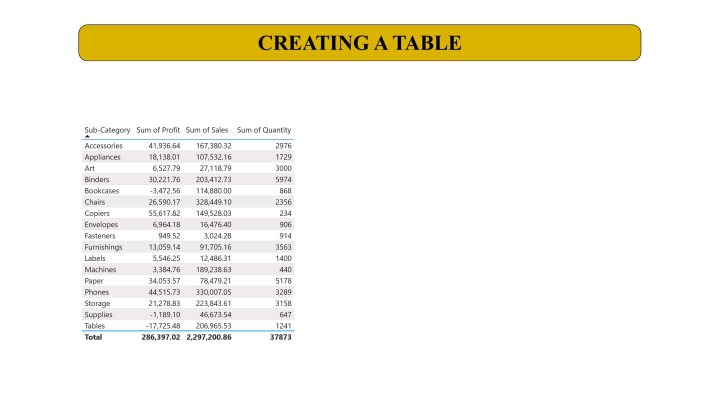 CREATING A TABLE
Sub-Category Sum of Profit Sum of Sales Sum of Quantity
Accessories 41,936.64 167,380.32 2976
Appliances 18,138.01 107,532.16 1729
Art 6,527.79 27,118.79 3000
Binders 30,221.76 203,412.73 5974
Bookcases -3,472.56 114,880.00 868
Chairs 26,590.17 328,449.10 2356
Copiers 55,617.82 149,528.03 234
Envelopes 6,964.18 16,476.40 906
Fasteners 949.52 3,024.28 914
Furnishings 13,059.14 91,705.16 3563
Labels 5,546.25 12,486.31 1400
Machines 3,384.76 189,238.63 440
Paper 34,053.57 78,479.21 5178
Phones 44,515.73 330,007.05 3289
Storage 21,278.83 223,843.61 3158
Supplies -1,189.10 46,673.54 647
Tables -17,725.48 206,965.53 1241
Total 286,397.02 2,297,200.86 37873